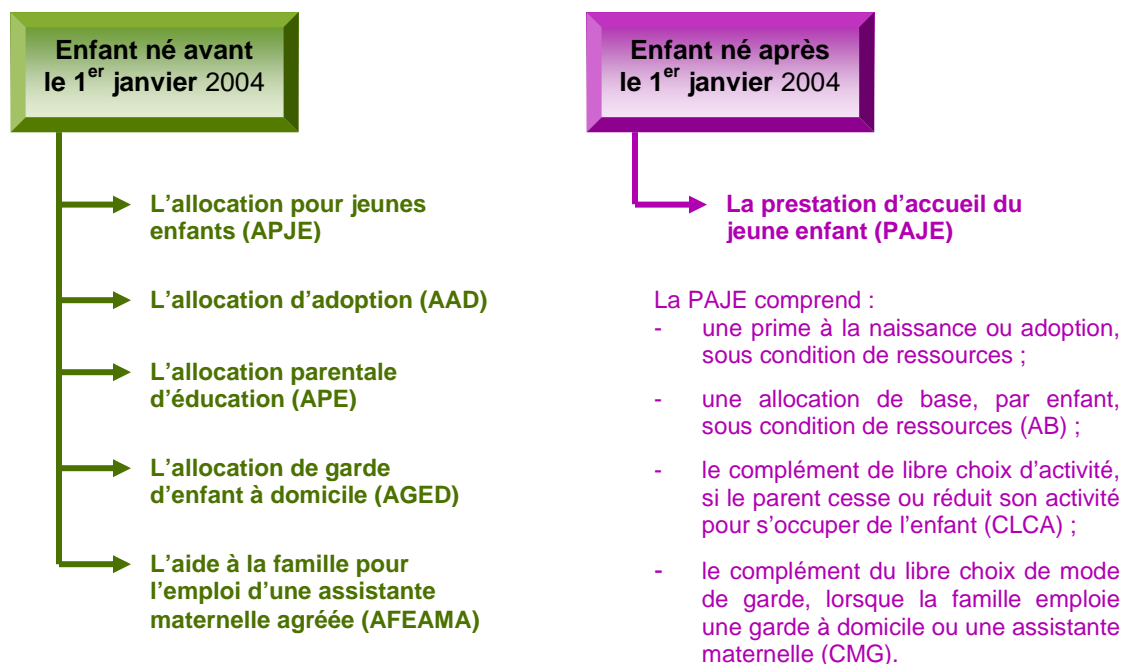 Enfant né avant
le 1er janvier 2004
L'allocation pour jeunes
enfants (APJE)
L'allocation d'adoption (AAD)
L'allocation parentale
d'éducation (APE)
L'allocation de garde
d'enfant à domicile (AGED)
L'aide à la famille pour
l'emploi d'une assistante
maternelle agréée (AFEAMA)
Enfant né après
le 1er janvier 2004
La prestation d'accueil du
jeune enfant (PAJE)
La PAJE comprend :
- une prime à la naissance ou adoption,
sous condition de ressources ;
- une allocation de base, par enfant,
sous condition de ressources (AB) ;
- le complément de libre choix d'activité,
si le parent cesse ou réduit son activité
pour s'occuper de l'enfant (CLCA) ;
- le complément du libre choix de mode
de garde, lorsque la famille emploie
une garde à domicile ou une assistante
maternelle (CMG).